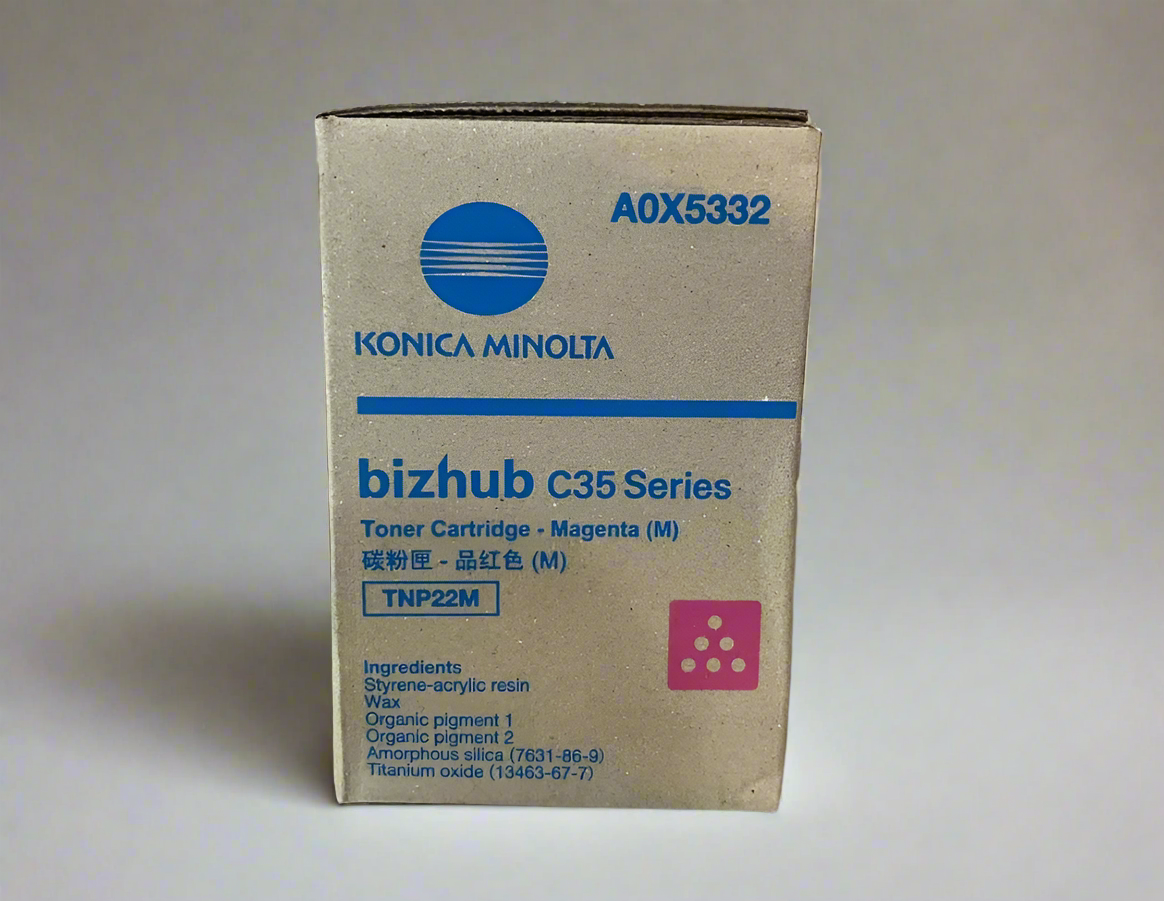 A0X5332
KONICA MINOLTA
bizhub C35 Series
Toner Cartridge - Magenta (M)
碳粉匣 - 品红色 (M)
TNP22M
Ingredients
Styrene-acrylic resin
Wax
Organic pigment 1
Organic pigment 2
Amorphous silica (7631-86-9)
Titanium oxide (13463-67-7)